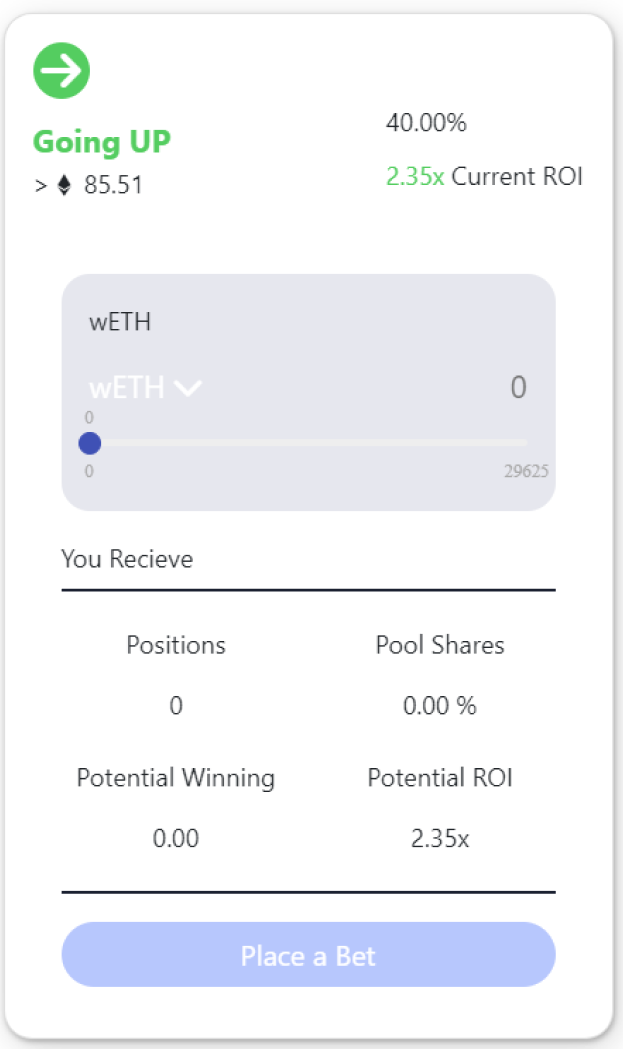 Going UP
> 85.51
40.00%
2.35x Current ROI
wETH
wETH 0
0
0 29625
You Recieve
Positions Pool Shares
0 0.00 %
Potential Winning Potential ROI
0.00 2.35x
Place a Bet